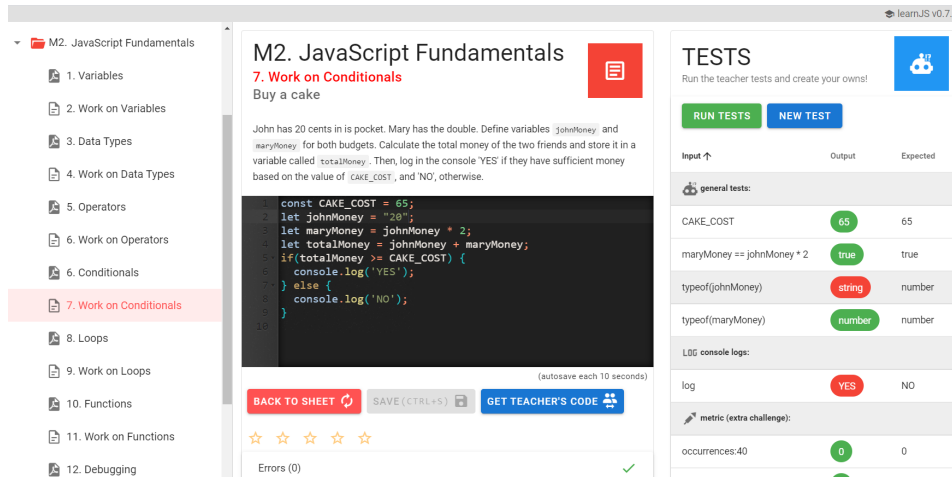 learnJS v0.7.
M2. JavaScript Fundamentals
1. Variables
2. Work on Variables
3. Data Types
4. Work on Data Types
5. Operators
6. Work on Operators
6. Conditionals
7. Work on Conditionals
8. Loops
9. Work on Loops
10. Functions
11. Work on Functions
12. Debugging
M2. JavaScript Fundamentals
7. Work on Conditionals
Buy a cake
John has 20 cents in is pocket. Mary has the double. Define variables johnMoney and
maryMoney for both budgets. Calculate the total money of the two friends and store it in a
variable called totalMoney . Then, log in the console 'YES' if they have sufficient money
based on the value of CAKE_COST , and 'NO', otherwise.
1 const CAKE_COST = 65;
2 let johnMoney = "20";
3 let maryMoney = johnMoney * 2;
4 let totalMoney = johnMoney + maryMoney;
5 if(totalMoney >= CAKE_COST) {
6 console.log('YES');
7 } else {
8 console.log('NO');
9 }
10
(autosave each 10 seconds)
BACK TO SHEET SAVE (CTRL+S) GET TEACHER'S CODE
Errors (0)
TESTS
Run the teacher tests and create your owns!
RUN TESTS NEW TEST
Input Output Expected
general tests:
CAKE_COST 65 65
maryMoney == johnMoney * 2 true true
typeof(johnMoney) string number
typeof(maryMoney) number number
LOG console logs:
log YES NO
metric (extra challenge):
occurrences:40 0 0